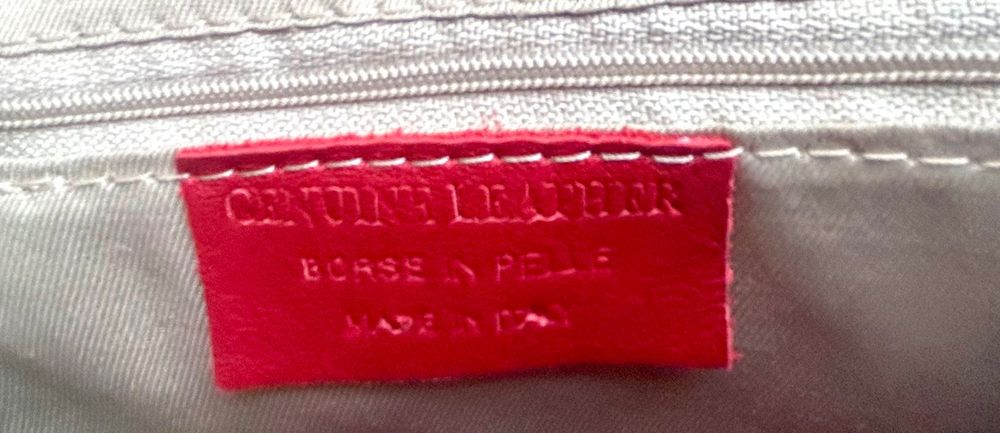 GENUINE LEATHER
BORSE IN PELLE
MADE IN ITALY